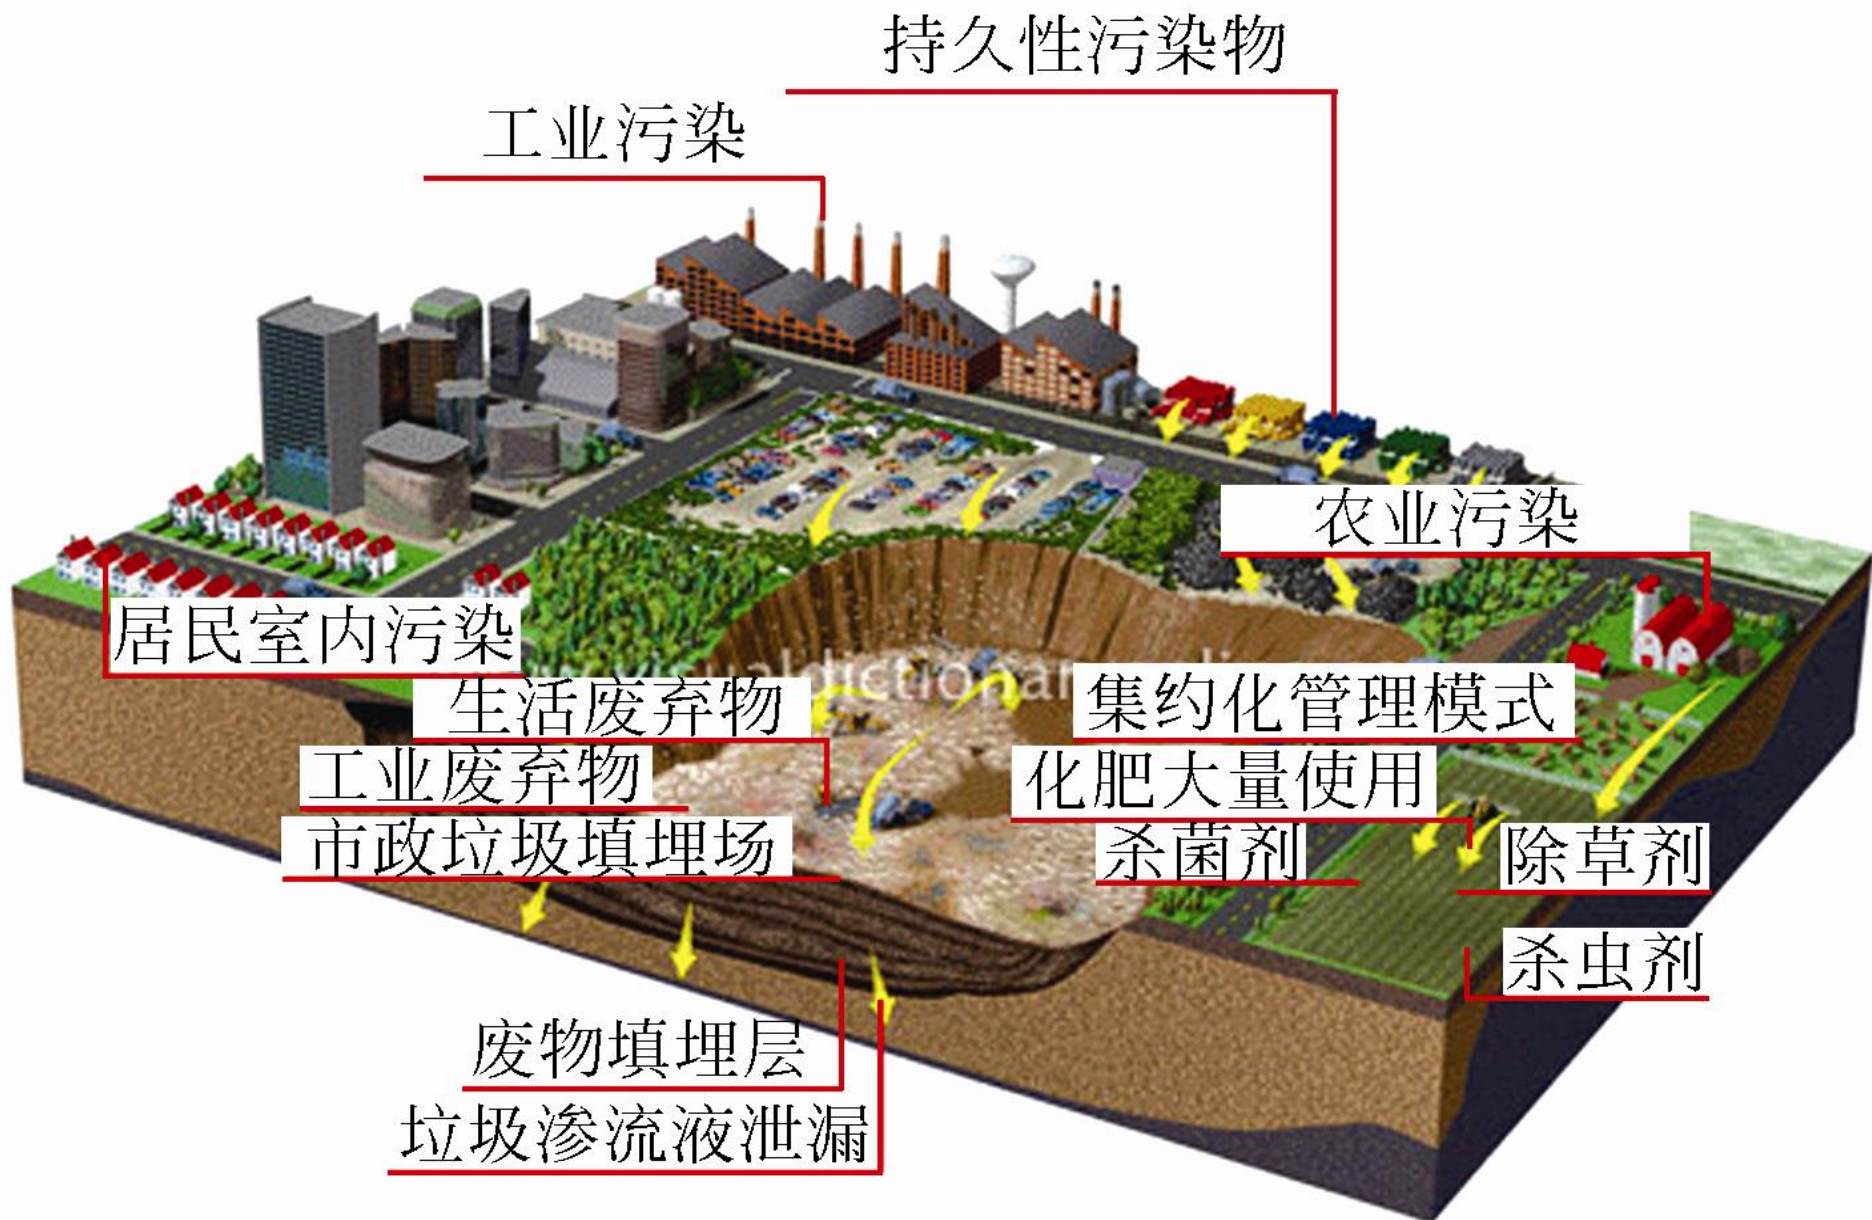 持久性污染物
工业污染
农业污染
居民室内污染
生活废弃物
集约化管理模式
工业废弃物
化肥大量使用
市政垃圾填埋场
杀菌剂
除草剂
杀虫剂
废物填埋层
垃圾渗流液泄漏